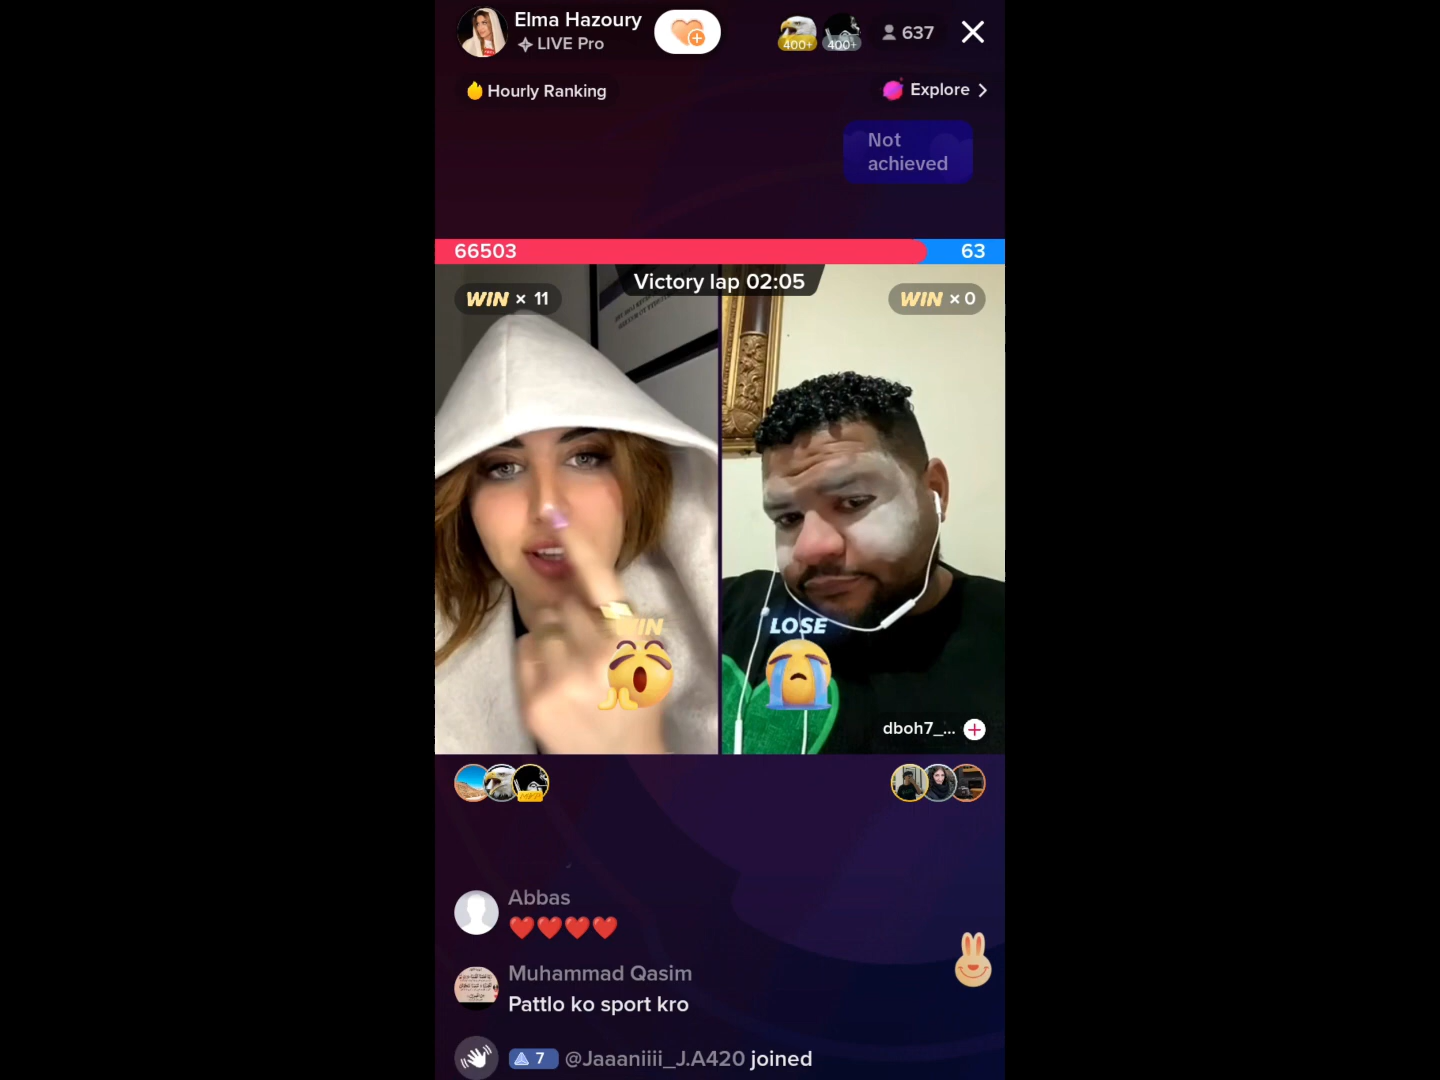 Elma Hazoury
LIVE Pro
400+
400+
637
Hourly Ranking
Explore
Not
achieved
66503
63
Victory lap 02:05
WIN × 11
WIN × 0
WIN
LOSE
dboh7_...
Abbas
❤️❤️❤️❤️
Muhammad Qasim
Pattlo ko sport kro
7 @Jaaaniiii_J.A420 joined